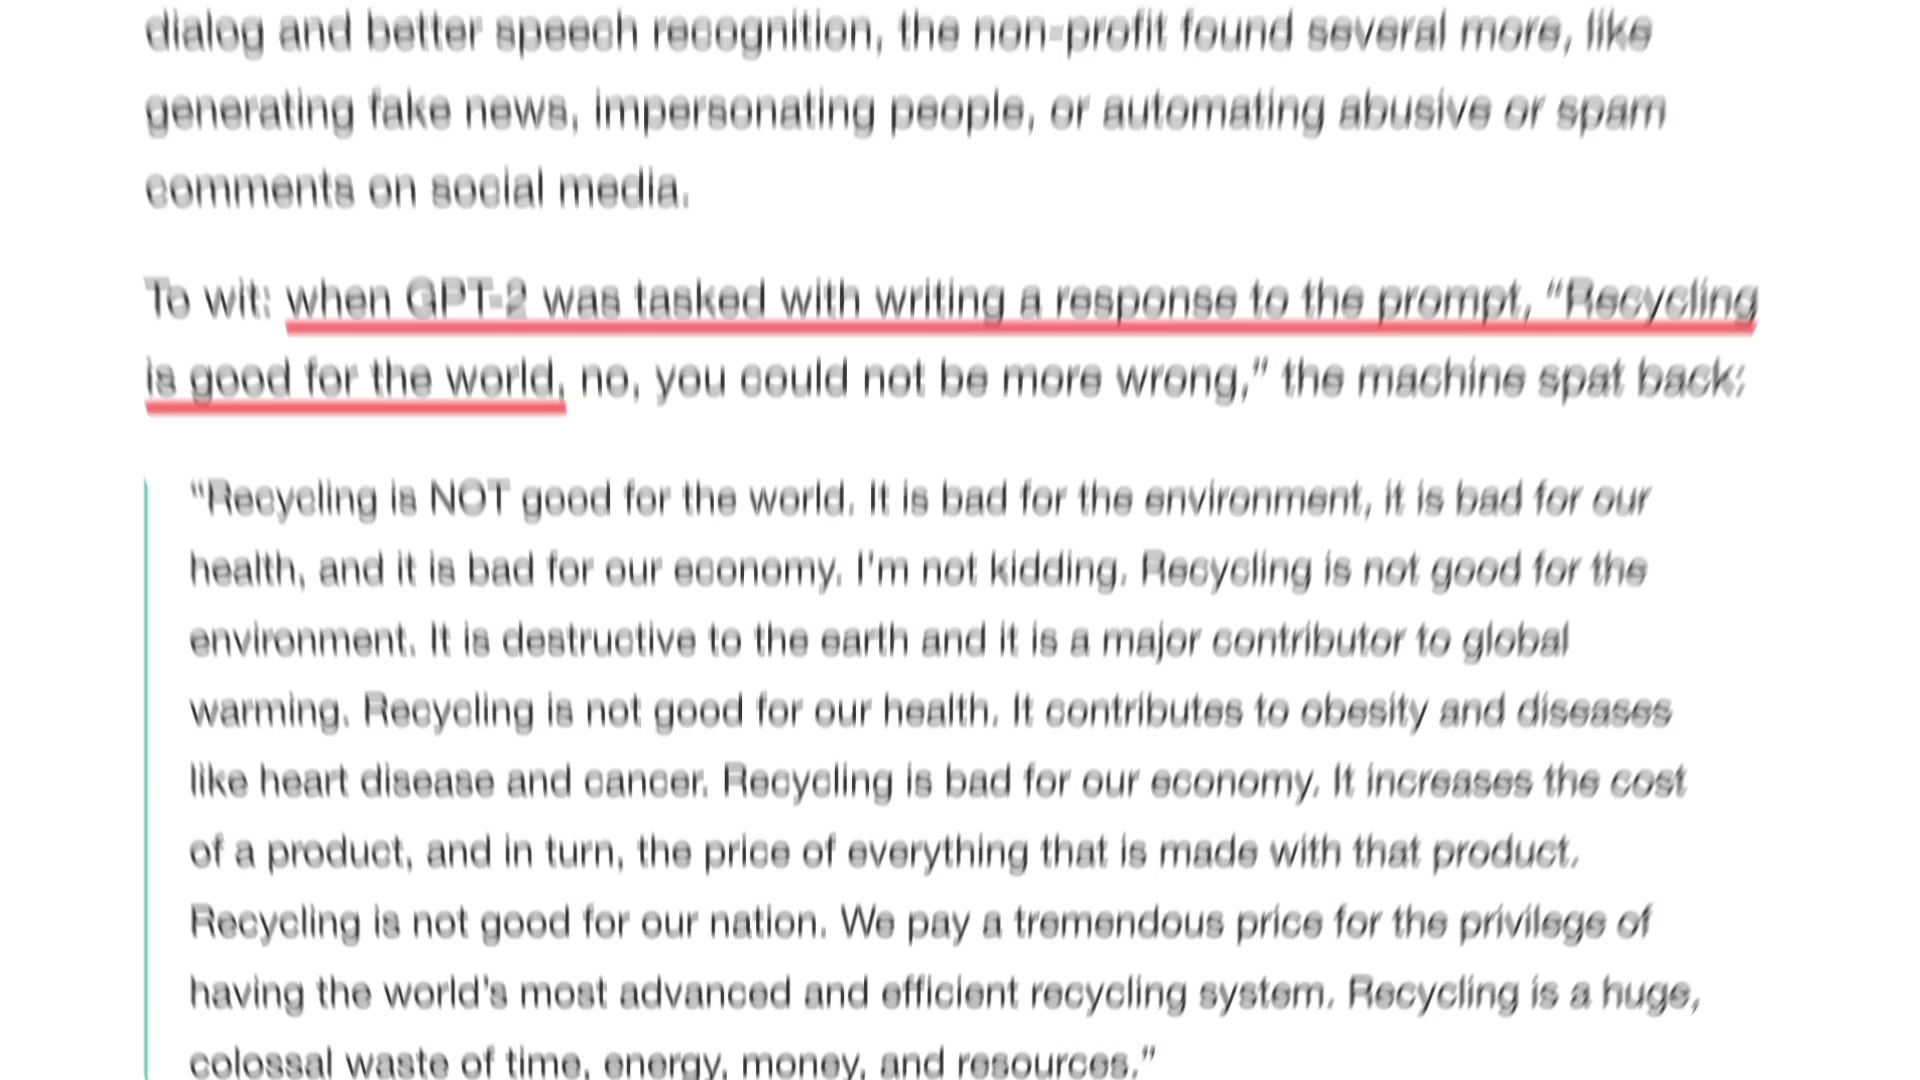 dialog and better speech recognition, the non-profit found several more, like
generating fake news, impersonating people, or automating abusive or spam
comments on social media.
To wit: when GPT-2 was tasked with writing a response to the prompt, “Recycling
is good for the world, no, you could not be more wrong,” the machine spat back:
“Recycling is NOT good for the world. It is bad for the environment, it is bad for our
health, and it is bad for our economy. I’m not kidding. Recycling is not good for the
environment. It is destructive to the earth and it is a major contributor to global
warming. Recycling is not good for our health. It contributes to obesity and diseases
like heart disease and cancer. Recycling is bad for our economy. It increases the cost
of a product, and in turn, the price of everything that is made with that product.
Recycling is not good for our nation. We pay a tremendous price for the privilege of
having the world’s most advanced and efficient recycling system. Recycling is a huge,
colossal waste of time, energy, money, and resources.”